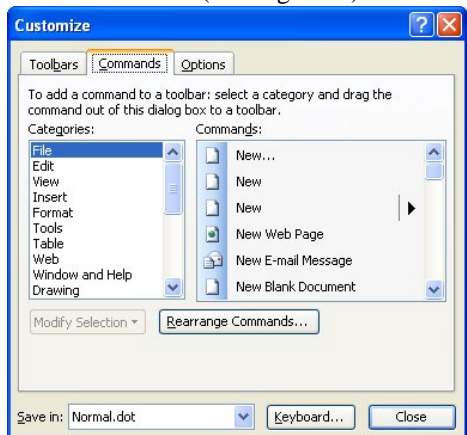 Customize
Toolbars Commands Options
To add a command to a toolbar: select a category and drag the
command out of this dialog box to a toolbar.
Categories: Commands:
File
Edit
View
Insert
Format
Tools
Table
Web
Window and Help
Drawing
New...
New
New
New Web Page
New E-mail Message
New Blank Document
Modify Selection Rearrange Commands...
Save in: Normal.dot Keyboard... Close